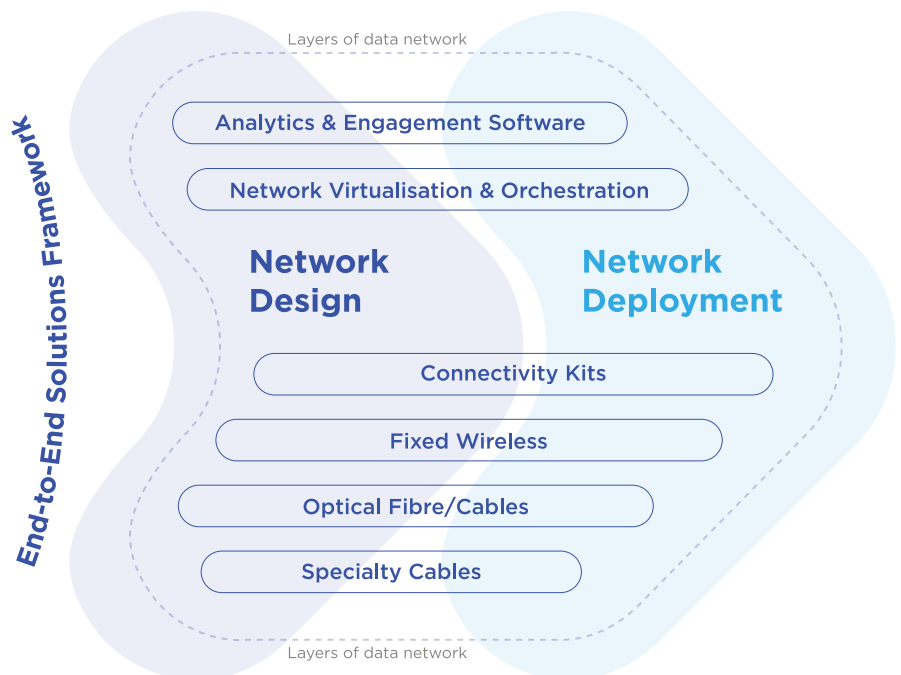 Layers of data network
End-to-End Solutions Framework
Analytics & Engagement Software
Network Virtualisation & Orchestration
Network
Design
Network
Deployment
Connectivity Kits
Fixed Wireless
Optical Fibre/Cables
Specialty Cables
Layers of data network